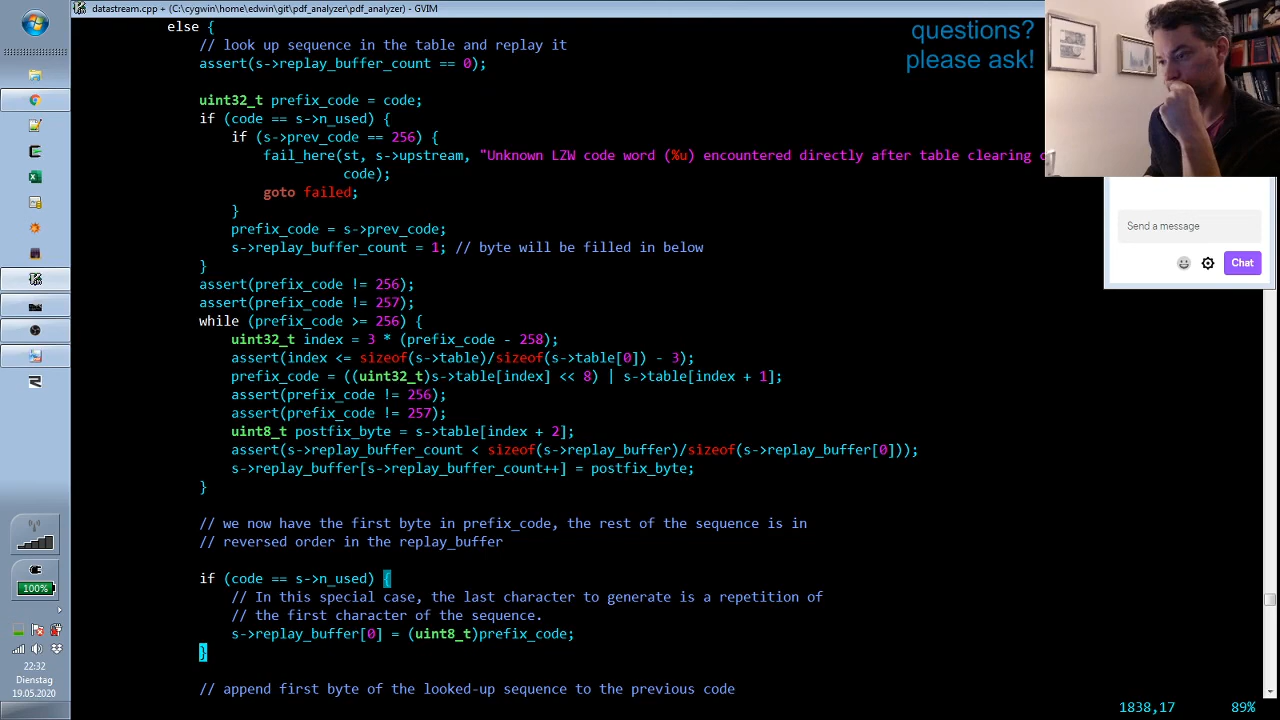 datastream.cpp + (C:\cygwin\home\edwin\git\pdf_analyzer\pdf_analyzer) - GVIM
else {
// look up sequence in the table and replay it
assert(s->replay_buffer_count == 0);
uint32_t prefix_code = code;
if (code == s->n_used) {
if (s->prev_code == 256) {
fail_here(st, s->upstream, "Unknown LZW code word (%u) encountered directly after table clearing
code);
goto failed;
}
prefix_code = s->prev_code;
s->replay_buffer_count = 1; // byte will be filled in below
}
assert(prefix_code != 256);
assert(prefix_code != 257);
while (prefix_code >= 256) {
uint32_t index = 3 * (prefix_code - 258);
assert(index <= sizeof(s->table)/sizeof(s->table[0]) - 3);
prefix_code = ((uint32_t)s->table[index] << 8) | s->table[index + 1];
assert(prefix_code != 256);
assert(prefix_code != 257);
uint8_t postfix_byte = s->table[index + 2];
assert(s->replay_buffer_count < sizeof(s->replay_buffer)/sizeof(s->replay_buffer[0]));
s->replay_buffer[s->replay_buffer_count++] = postfix_byte;
}
// we now have the first byte in prefix_code, the rest of the sequence is in
// reversed order in the replay_buffer
if (code == s->n_used) {
// In this special case, the last character to generate is a repetition of
// the first character of the sequence.
s->replay_buffer[0] = (uint8_t)prefix_code;
}
// append first byte of the looked-up sequence to the previous code
1838,17 89%
questions?
please ask!
Send a message
Chat
100%
22:32
Dienstag
19.05.2020